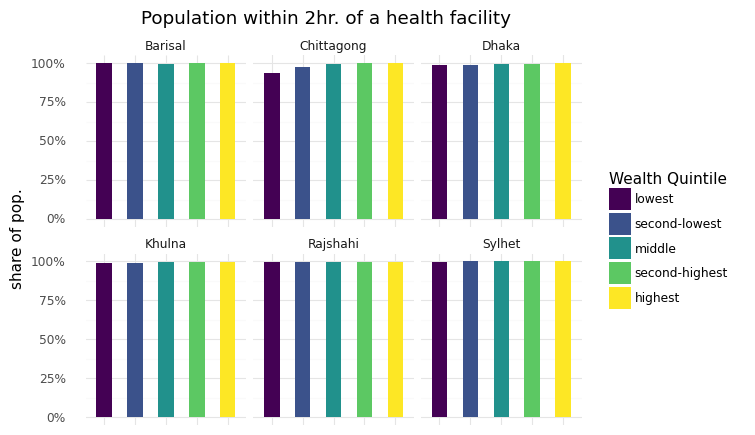 Population within 2hr. of a health facility
Barisal
Chittagong
Dhaka
100%
75%
50%
25%
0%
Khulna
Rajshahi
Sylhet
100%
75%
50%
25%
0%
share of pop.
Wealth Quintile
lowest
second-lowest
middle
second-highest
highest